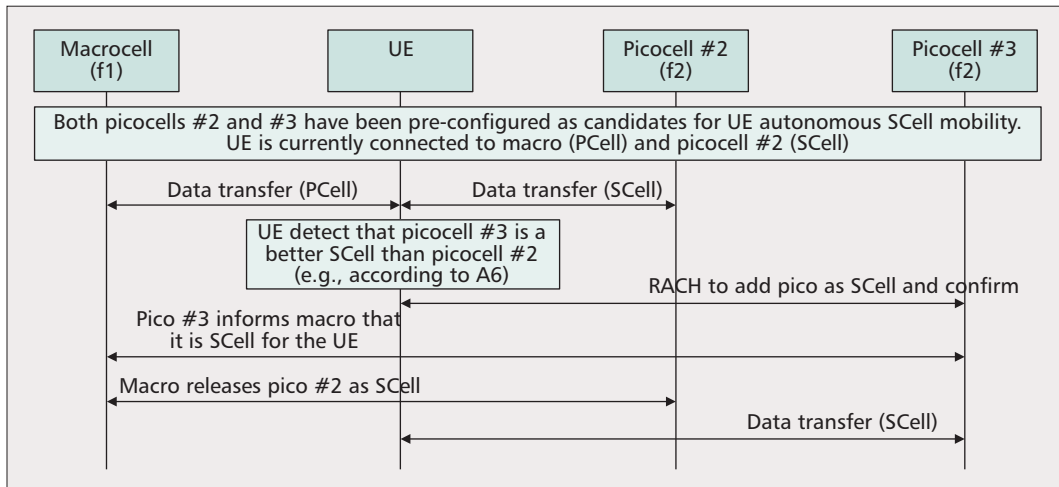 Macrocell
(f1)
UE
Picocell #2
(f2)
Picocell #3
(f2)
Both picocells #2 and #3 have been pre-configured as candidates for UE autonomous SCell mobility.
UE is currently connected to macro (PCell) and picocell #2 (SCell)
Data transfer (PCell)
Data transfer (SCell)
UE detect that picocell #3 is a
better SCell than picocell #2
(e.g., according to A6)
RACH to add pico as SCell and confirm
Pico #3 informs macro that
it is SCell for the UE
Macro releases pico #2 as SCell
Data transfer (SCell)